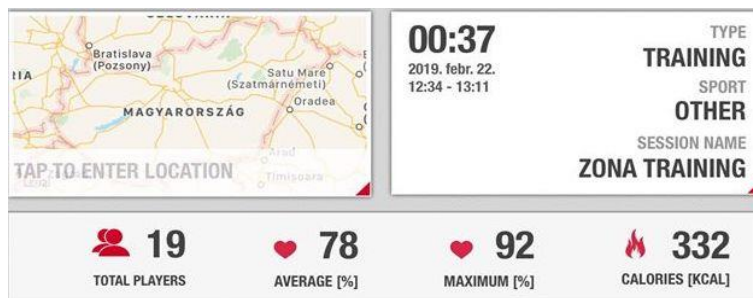 Bratislava
(Pozsony)
RIA
Satu Mare
(Szatmárnémeti)
Oradea
MAGYARORSZÁG
Arad
TAP TO ENTER LOCATION
Timișoara
00:37
2019. febr. 22.
12:34 - 13:11
TYPE
TRAINING
SPORT
OTHER
SESSION NAME
ZONA TRAINING
19
TOTAL PLAYERS
78
AVERAGE [%]
92
MAXIMUM [%]
332
CALORIES [KCAL]